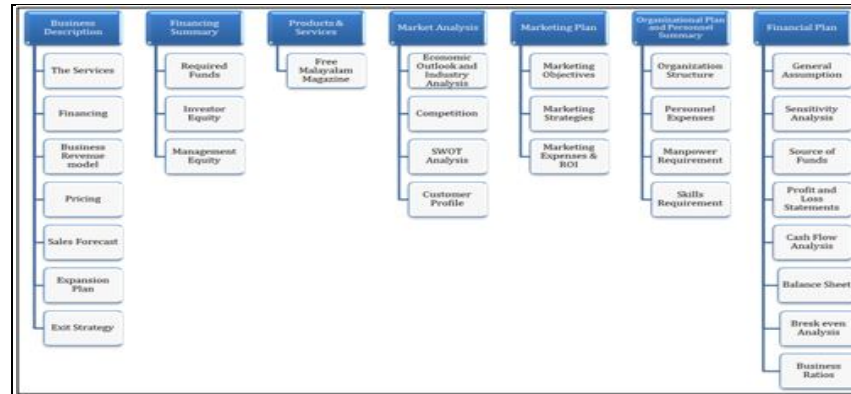 Business
Description
The Services
Financing
Business
Revenue
model
Pricing
Sales Forecast
Expansion
Plan
Exit Strategy
Financing
Summary
Required
Funds
Investor
Equity
Management
Equity
Products &
Services
Free
Malayalam
Magazine
Market Analysis
Economic
Outlook and
Industry
Analysis
Competition
SWOT
Analysis
Customer
Profile
Marketing Plan
Marketing
Objectives
Marketing
Strategies
Marketing
Expenses &
ROI
Organizational Plan
and Personnel
Summary
Organization
Structure
Personnel
Expenses
Manpower
Requirement
Skills
Requirement
Financial Plan
General
Assumption
Sensitivity
Analysis
Source of
Funds
Profit and
Loss
Statements
Cash Flow
Analysis
Balance Sheet
Break even
Analysis
Business
Ratios